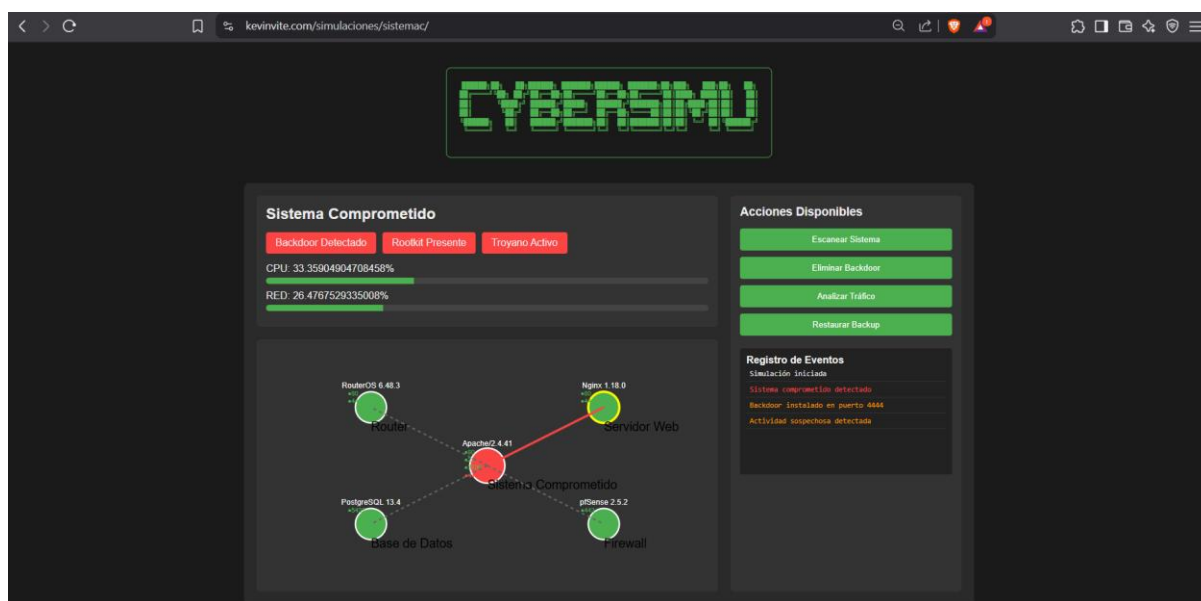 kevinvite.com/simulaciones/sistemac/
CYBERSIMU
Sistema Comprometido
Backdoor Detectado
Rootkit Presente
Troyano Activo
CPU: 33.35904904708458%
RED: 26.4767529335008%
RouterOS 6.48.3
Router
Nginx 1.18.0
Servidor Web
Apache/2.4.41
Sistema Comprometido
PostgreSQL 13.4
Base de Datos
pfSense 2.5.2
Firewall
Acciones Disponibles
Escanear Sistema
Eliminar Backdoor
Analizar Tráfico
Restaurar Backup
Registro de Eventos
Simulación iniciada
Sistema comprometido detectado
Backdoor instalado en puerto 4444
Actividad sospechosa detectada